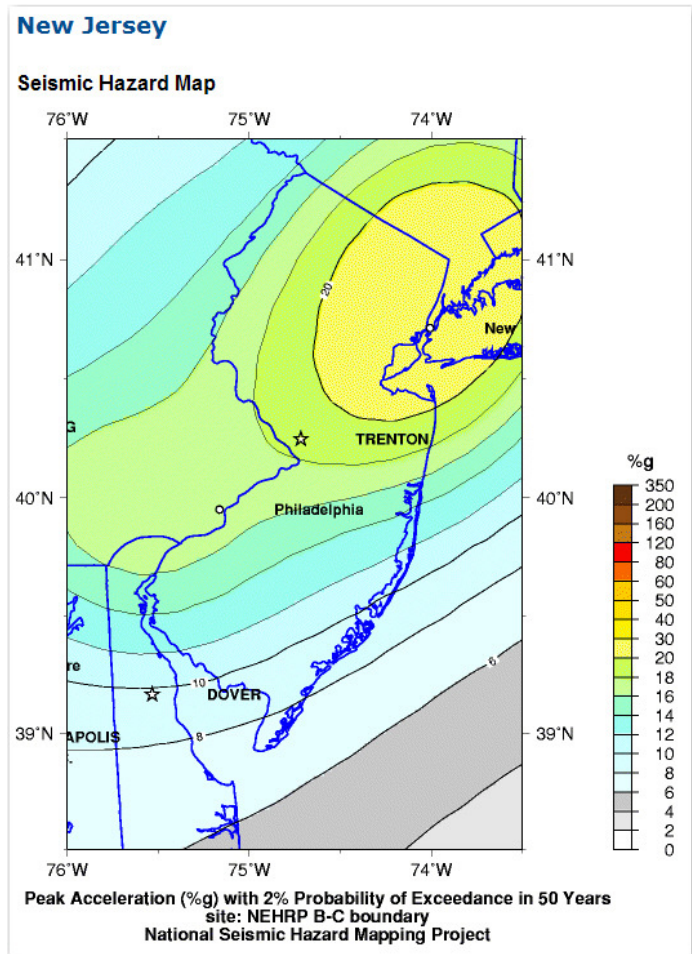 New Jersey
Seismic Hazard Map
76°W 75°W 74°W
41°N 41°N
20
New
G
TRENTON
%g
350
200
160
120
80
60
50
40
30
20
18
16
14
12
10
8
6
4
2
0
40°N 40°N
Philadelphia
6
re
10
DOVER
APOLIS
8
39°N 39°N
76°W 75°W 74°W
Peak Acceleration (%g) with 2% Probability of Exceedance in 50 Years
site: NEHRP B-C boundary
National Seismic Hazard Mapping Project